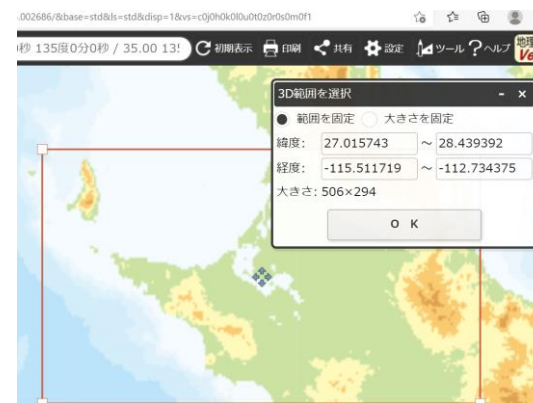 .002686/&base=std&ls=std&disp=1&vs=c0j0h0k0l0u0t0z0r0s0m0f1
0秒 135度0分0秒 / 35.00 13 初期表示 印刷 共有 設定 ツール ヘルプ 地理
3D範囲を選択 - ×
範囲を固定 大きさを固定
緯度: 27.015743 ~ 28.439392
経度: -115.511719 ~ -112.734375
大きさ: 506×294
O K